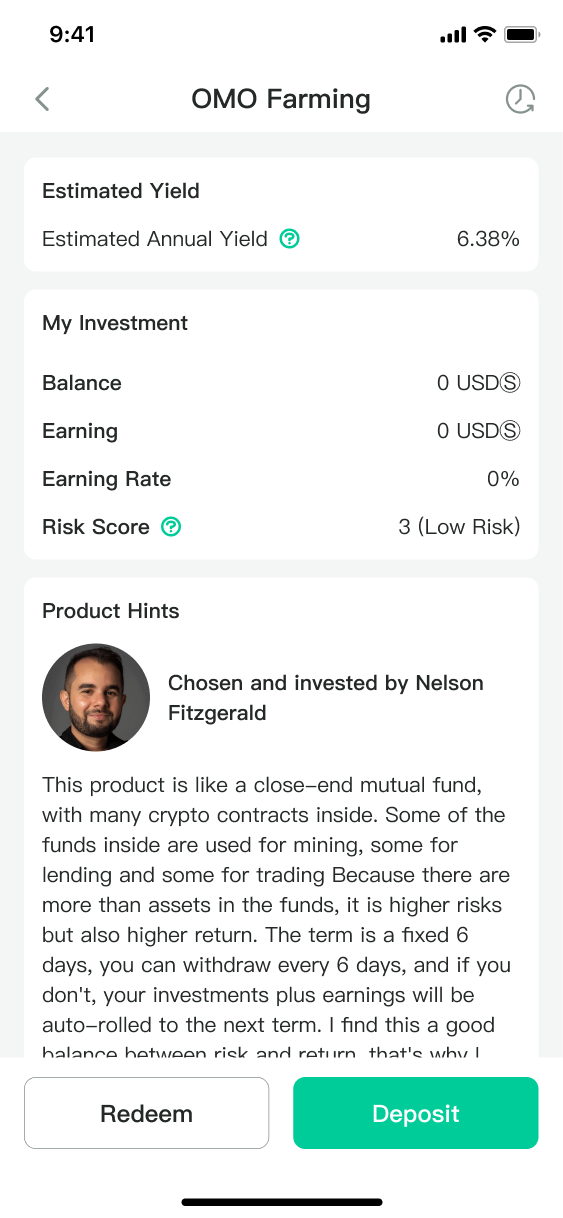 9:41
OMO Farming
Estimated Yield
Estimated Annual Yield ? 6.38%
My Investment
Balance 0 USDⓈ
Earning 0 USDⓈ
Earning Rate 0%
Risk Score ? 3 (Low Risk)
Product Hints
Chosen and invested by Nelson
Fitzgerald
This product is like a close-end mutual fund,
with many crypto contracts inside. Some of the
funds inside are used for mining, some for
lending and some for trading Because there are
more than assets in the funds, it is higher risks
but also higher return. The term is a fixed 6
days, you can withdraw every 6 days, and if you
don't, your investments plus earnings will be
auto-rolled to the next term. I find this a good
balance between risk and return, that's why I
Redeem Deposit